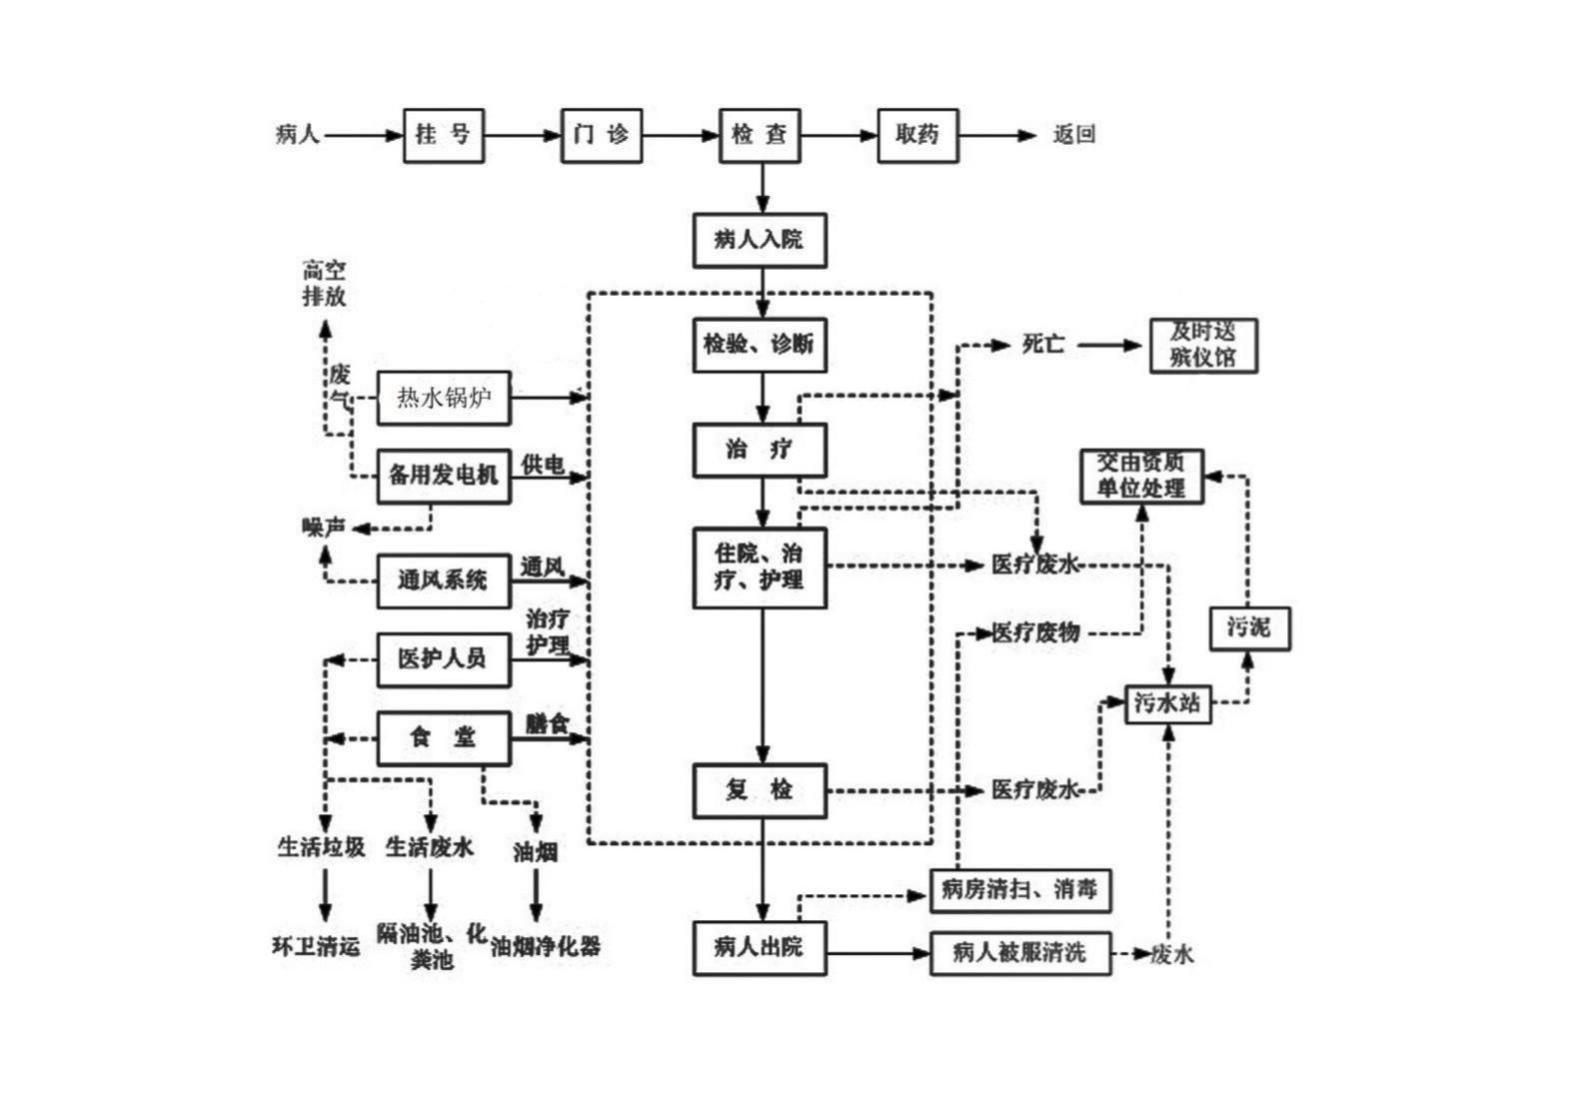 病人
挂 号
门 诊
检 查
取药
返回
病人入院
高空
排放
检验、诊断
死亡
及时送
殡仪馆
废
气
热水锅炉
治 疗
交由资质
单位处理
备用发电机
供电
噪声
住院、治
疗、护理
医疗废水
通风系统
通风
治疗
护理
医疗废物
污泥
医护人员
污水站
食 堂
膳食
复 检
医疗废水
生活垃圾
生活废水
油烟
病房清扫、消毒
环卫清运
隔油池、化
粪池
油烟净化器
病人出院
病人被服清洗
废水